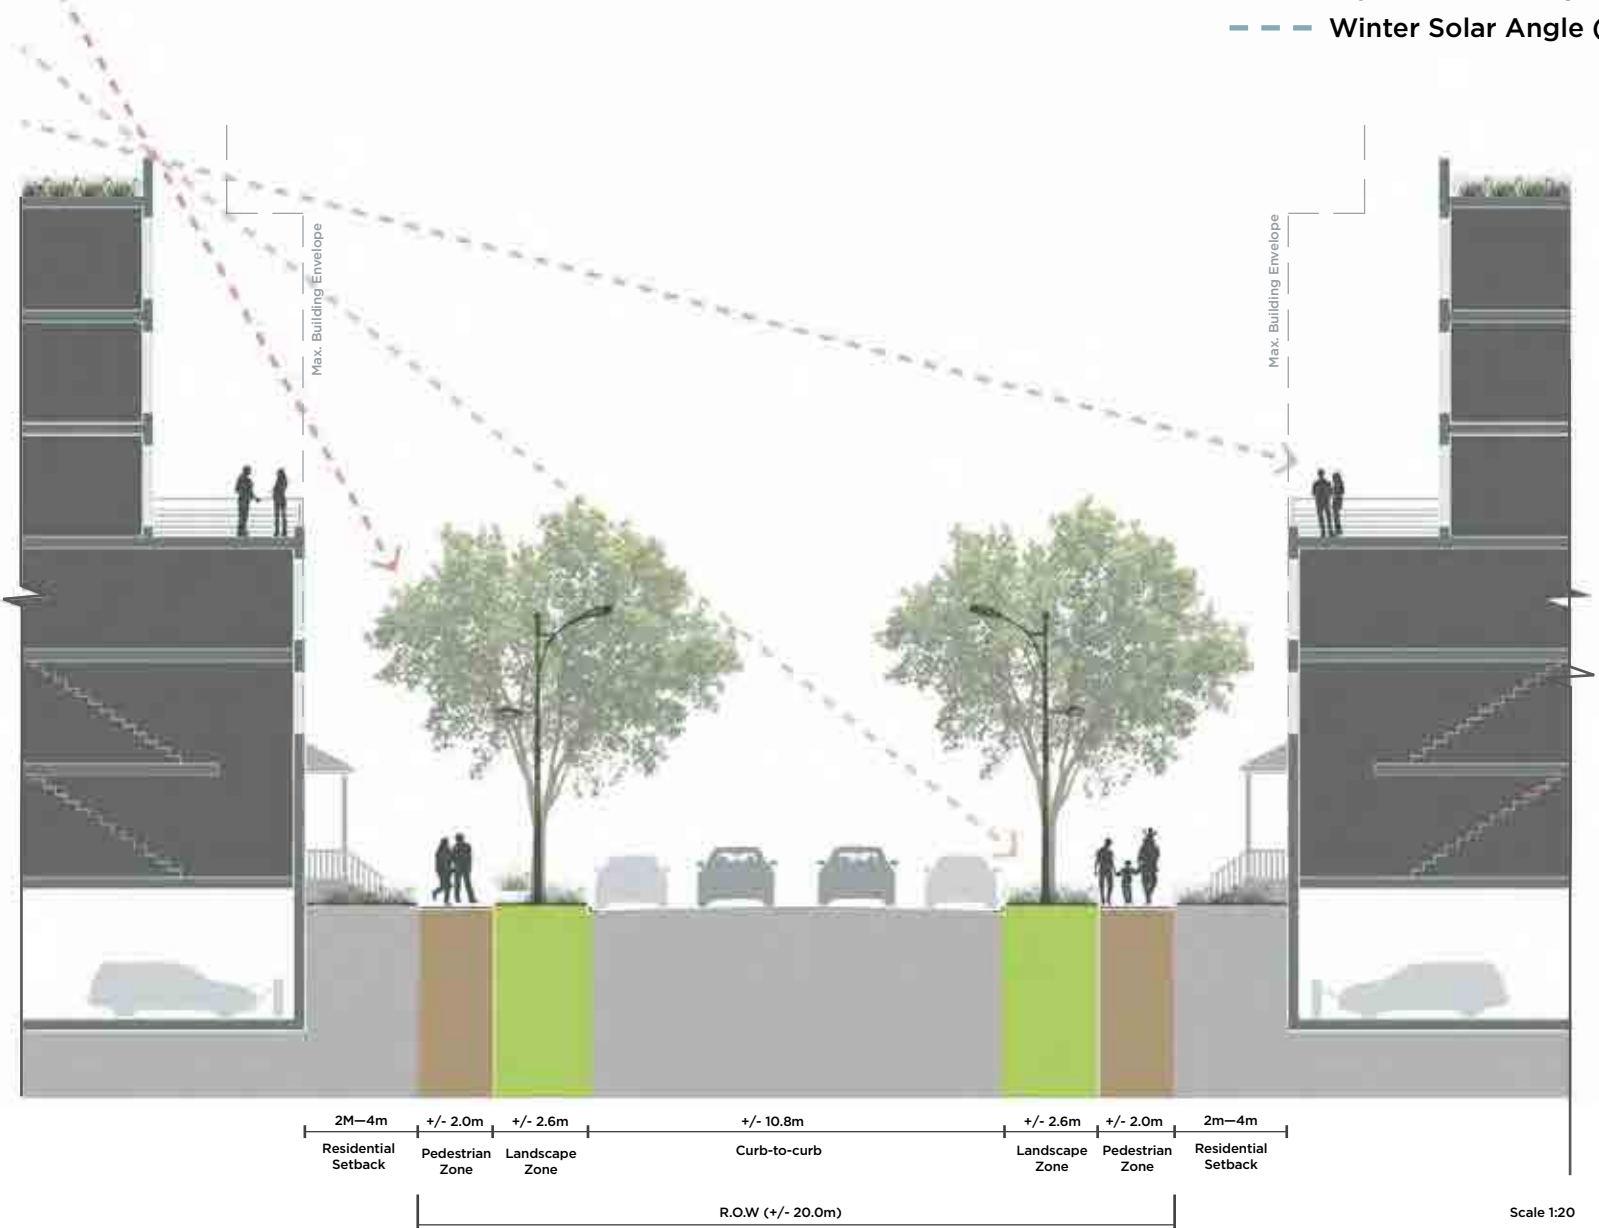 Winter Solar Angle (
Max. Building Envelope
Max. Building Envelope
2M—4m
+/- 2.0m
+/- 2.6m
+/- 10.8m
+/- 2.6m
+/- 2.0m
2m—4m
Residential
Setback
Pedestrian
Zone
Landscape
Zone
Curb-to-curb
Landscape
Zone
Pedestrian
Zone
Residential
Setback
R.O.W (+/- 20.0m)
Scale 1:20